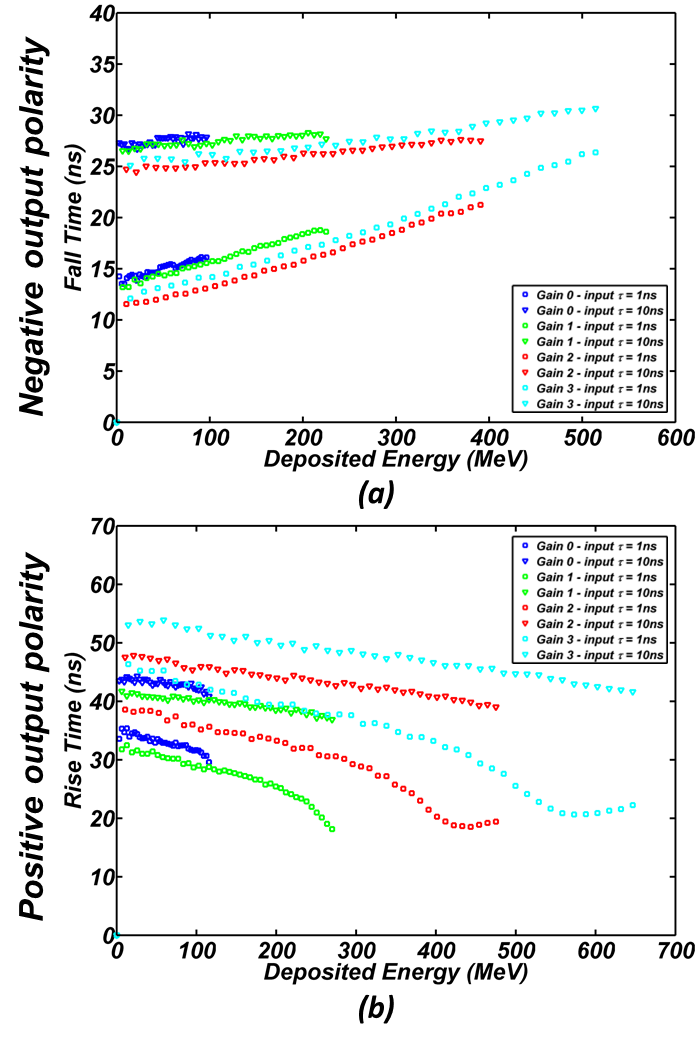 Negative output polarity
Fall Time (ns)
40
35
30
25
20
15
10
5
0
0 100 200 300 400 500 600
Deposited Energy (MeV)
Gain 0 - input τ = 1ns
Gain 0 - input τ = 10ns
Gain 1 - input τ = 1ns
Gain 1 - input τ = 10ns
Gain 2 - input τ = 1ns
Gain 2 - input τ = 10ns
Gain 3 - input τ = 1ns
Gain 3 - input τ = 10ns
(a)
Positive output polarity
Rise Time (ns)
70
60
50
40
30
20
10
0
0 100 200 300 400 500 600 700
Deposited Energy (MeV)
Gain 0 - input τ = 1ns
Gain 0 - input τ = 10ns
Gain 1 - input τ = 1ns
Gain 1 - input τ = 10ns
Gain 2 - input τ = 1ns
Gain 2 - input τ = 10ns
Gain 3 - input τ = 1ns
Gain 3 - input τ = 10ns
(b)